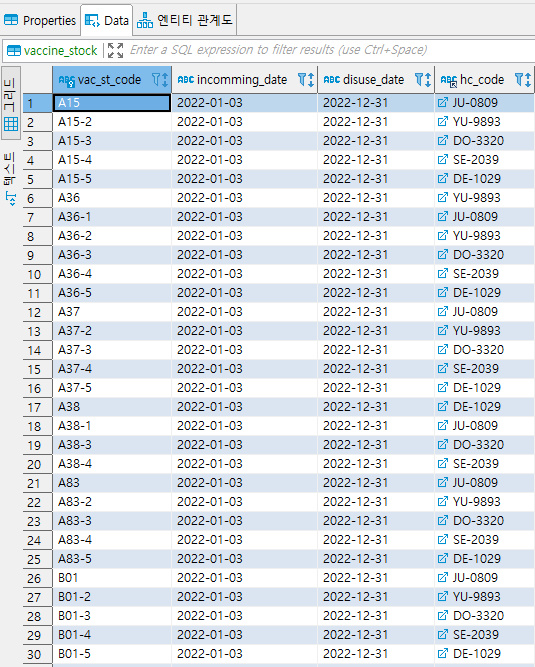 Properties Data 엔티티 관계도
vaccine_stock Enter a SQL expression to filter results (use Ctrl+Space)
그리드
텍스트
vac_st_code incomming_date disuse_date hc_code
1 A15 2022-01-03 2022-12-31 JU-0809
2 A15-2 2022-01-03 2022-12-31 YU-9893
3 A15-3 2022-01-03 2022-12-31 DO-3320
4 A15-4 2022-01-03 2022-12-31 SE-2039
5 A15-5 2022-01-03 2022-12-31 DE-1029
6 A36 2022-01-03 2022-12-31 YU-9893
7 A36-1 2022-01-03 2022-12-31 JU-0809
8 A36-2 2022-01-03 2022-12-31 YU-9893
9 A36-3 2022-01-03 2022-12-31 DO-3320
10 A36-4 2022-01-03 2022-12-31 SE-2039
11 A36-5 2022-01-03 2022-12-31 DE-1029
12 A37 2022-01-03 2022-12-31 JU-0809
13 A37-2 2022-01-03 2022-12-31 YU-9893
14 A37-3 2022-01-03 2022-12-31 DO-3320
15 A37-4 2022-01-03 2022-12-31 SE-2039
16 A37-5 2022-01-03 2022-12-31 DE-1029
17 A38 2022-01-03 2022-12-31 DE-1029
18 A38-1 2022-01-03 2022-12-31 JU-0809
19 A38-3 2022-01-03 2022-12-31 DO-3320
20 A38-4 2022-01-03 2022-12-31 SE-2039
21 A83 2022-01-03 2022-12-31 JU-0809
22 A83-2 2022-01-03 2022-12-31 YU-9893
23 A83-3 2022-01-03 2022-12-31 DO-3320
24 A83-4 2022-01-03 2022-12-31 SE-2039
25 A83-5 2022-01-03 2022-12-31 DE-1029
26 B01 2022-01-03 2022-12-31 JU-0809
27 B01-2 2022-01-03 2022-12-31 YU-9893
28 B01-3 2022-01-03 2022-12-31 DO-3320
29 B01-4 2022-01-03 2022-12-31 SE-2039
30 B01-5 2022-01-03 2022-12-31 DE-1029